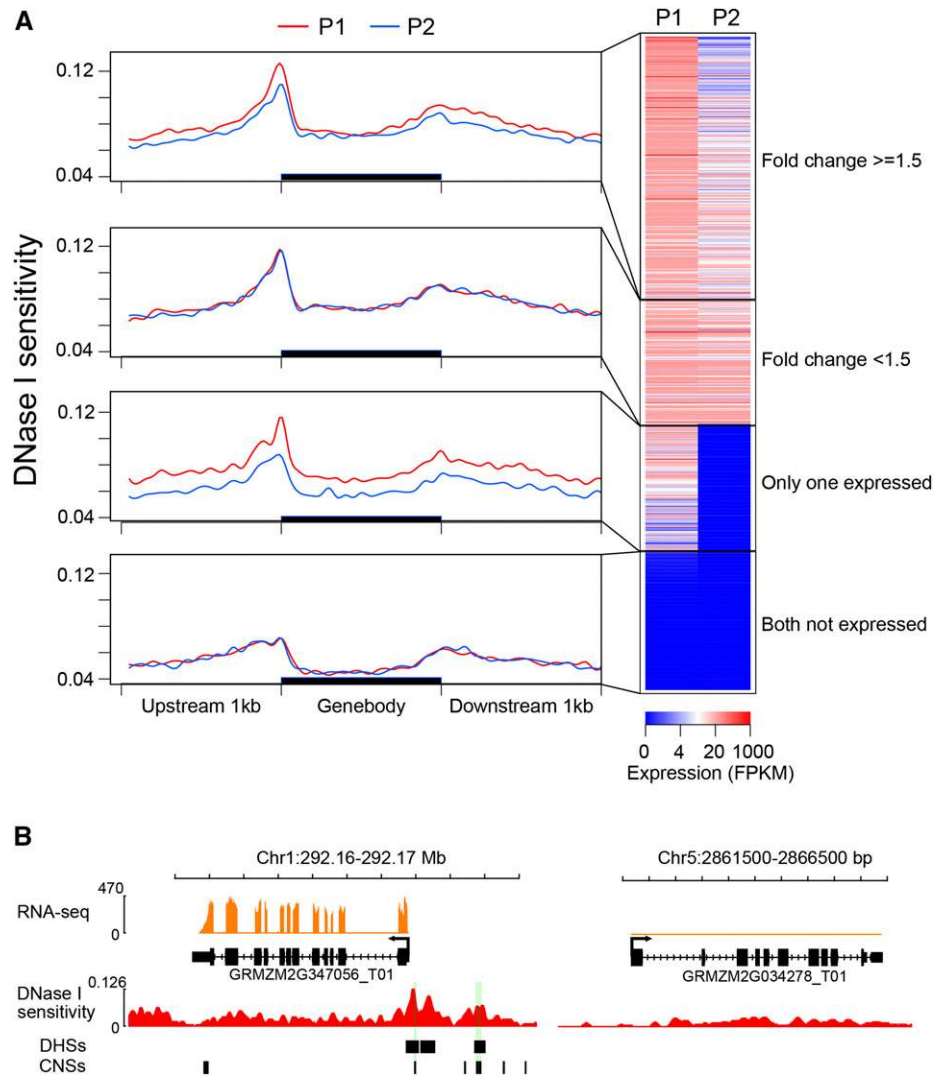 A
P1 P2
P1 P2
DNase I sensitivity
0.12
0.04
Fold change >=1.5
0.12
0.04
Fold change <1.5
0.12
0.04
Only one expressed
0.12
0.04
Both not expressed
Upstream 1kb Genebody Downstream 1kb
0 4 20 1000
Expression (FPKM)
B
Chr1:292.16-292.17 Mb
Chr5:2861500-2866500 bp
RNA-seq
470
0
GRMZM2G347056_T01
GRMZM2G034278_T01
DNase I
sensitivity
0.126
0
DHSs
CNSs